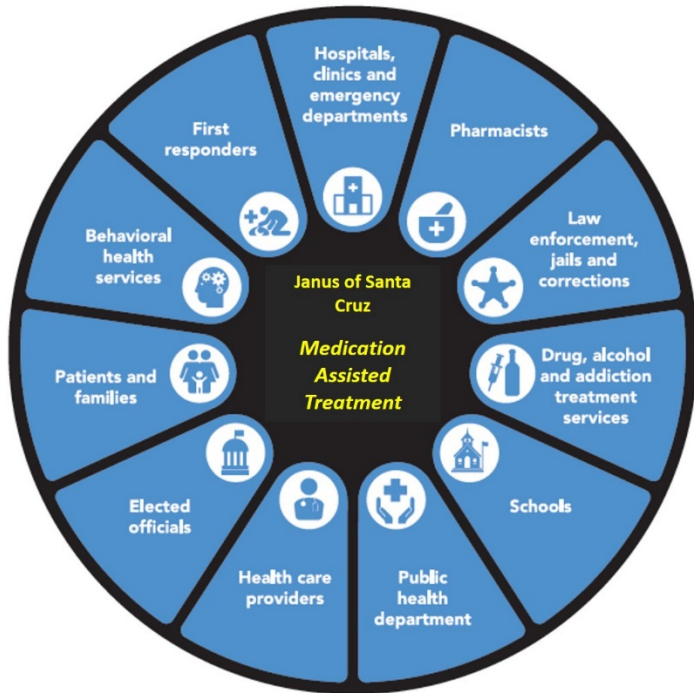 Hospitals,
clinics and
emergency
departments
Pharmacists
Law
enforcement,
jails and
corrections
Drug, alcohol
and addiction
treatment
services
Schools
Public
health
department
Health care
providers
Elected
officials
Patients and
families
Behavioral
health
services
First
responders
Janus of Santa
Cruz
Medication
Assisted
Treatment